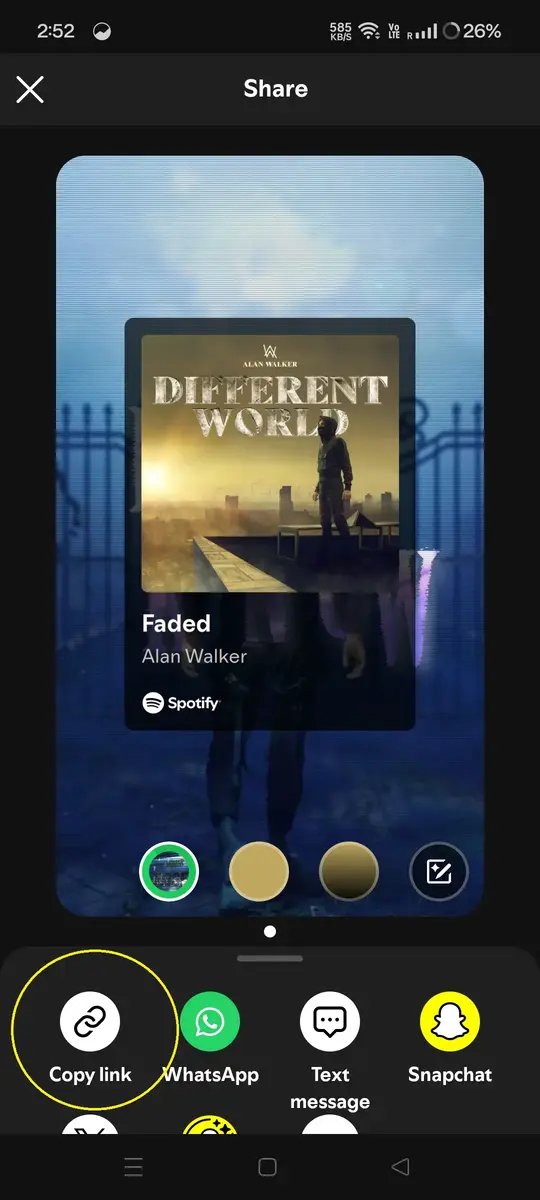 2:52
585
KB/S
Vo
LTE
R
26%
Share
ALAN WALKER
DIFFERENT
WORLD
Faded
Alan Walker
Spotify
Copy link
WhatsApp
Text
message
Snapchat